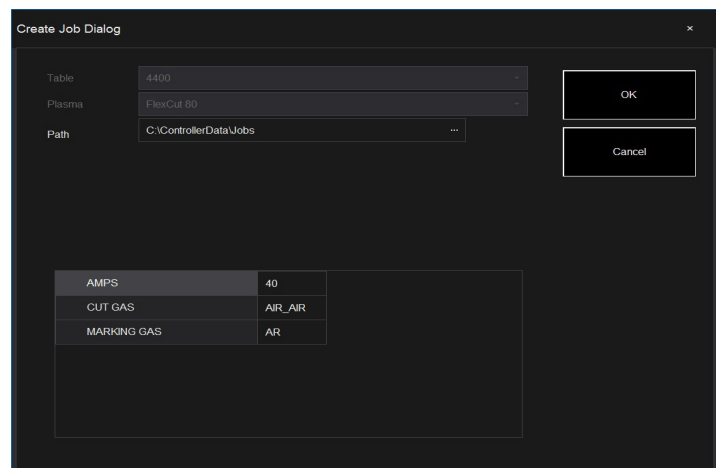 Create Job Dialog ×
Table 4400
Plasma FlexCut 80
Path C:\ControllerData\Jobs ...
OK
Cancel
AMPS 40
CUT GAS AIR_AIR
MARKING GAS AR